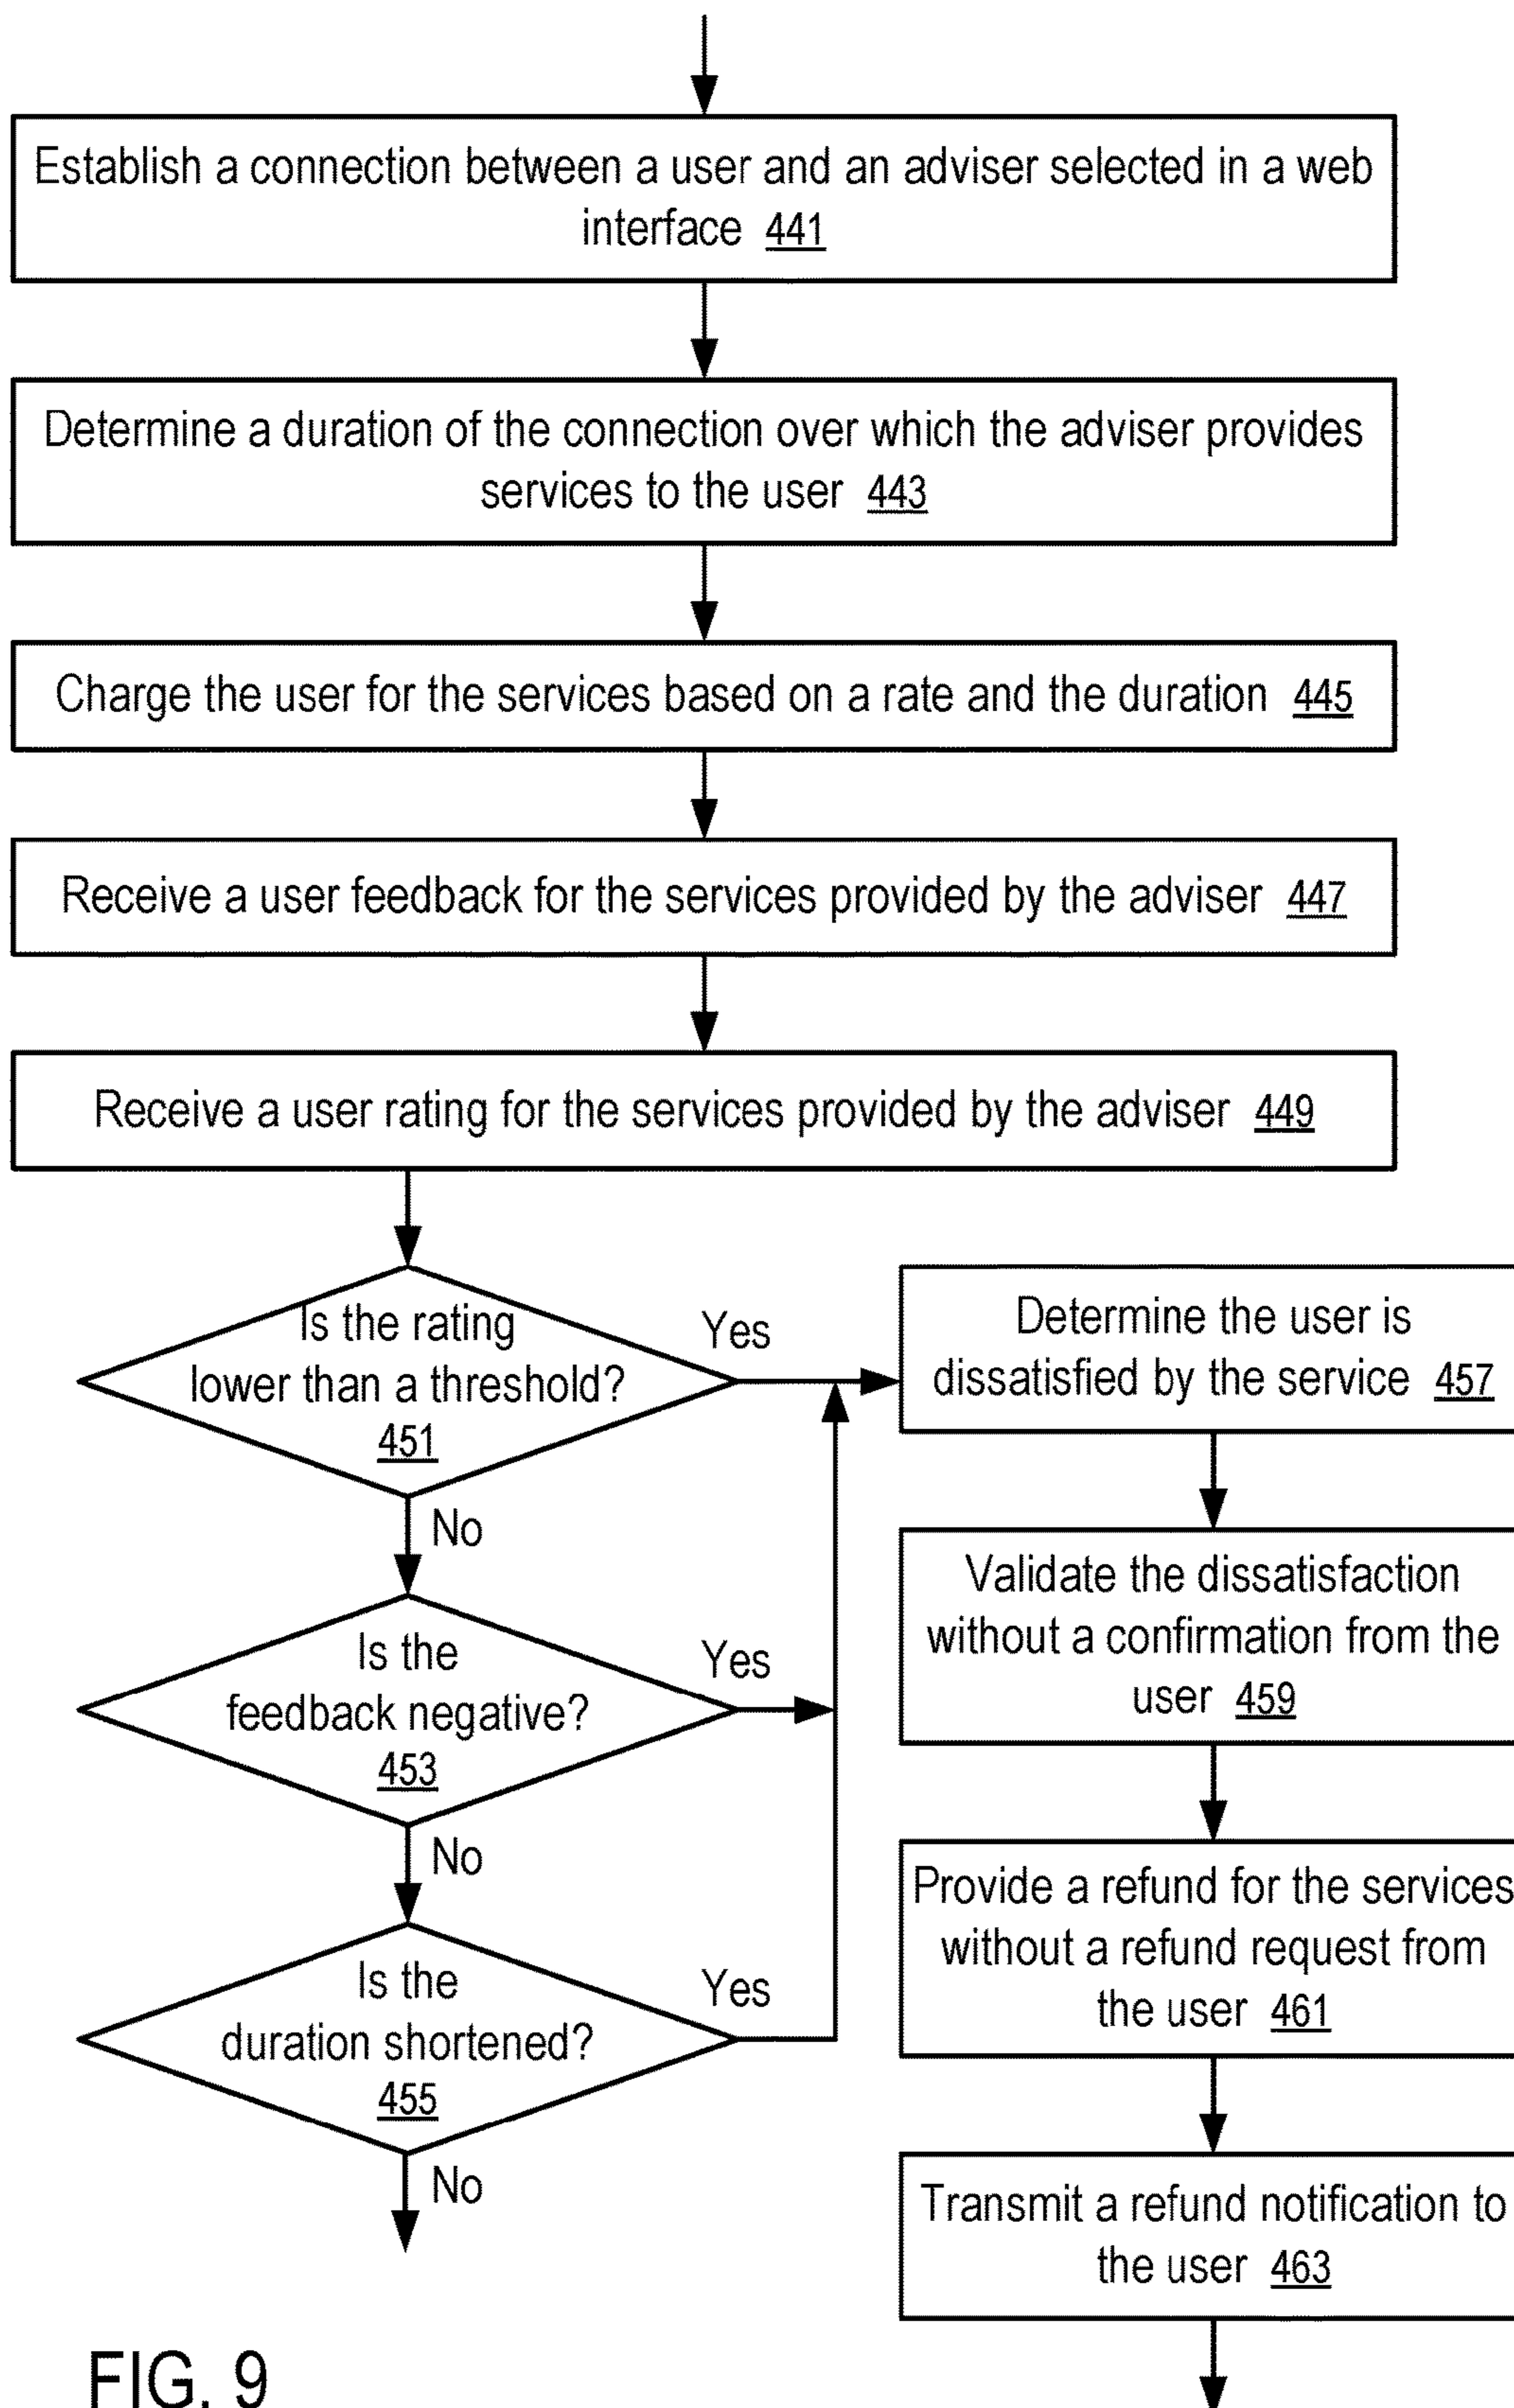 Establish a connection between a user and an adviser selected in a web
interface 441
Determine a duration of the connection over which the adviser provides
services to the user 443
Charge the user for the services based on a rate and the duration 445
Receive a user feedback for the services provided by the adviser 447
Receive a user rating for the services provided by the adviser 449
Is the rating
lower than a threshold?
451
Yes
No
Determine the user is
dissatisfied by the service 457
Is the
feedback negative?
453
Yes
No
Validate the dissatisfaction
without a confirmation from the
user 459
Is the
duration shortened?
455
Yes
No
Provide a refund for the services
without a refund request from
the user 461
Transmit a refund notification to
the user 463
FIG. 9